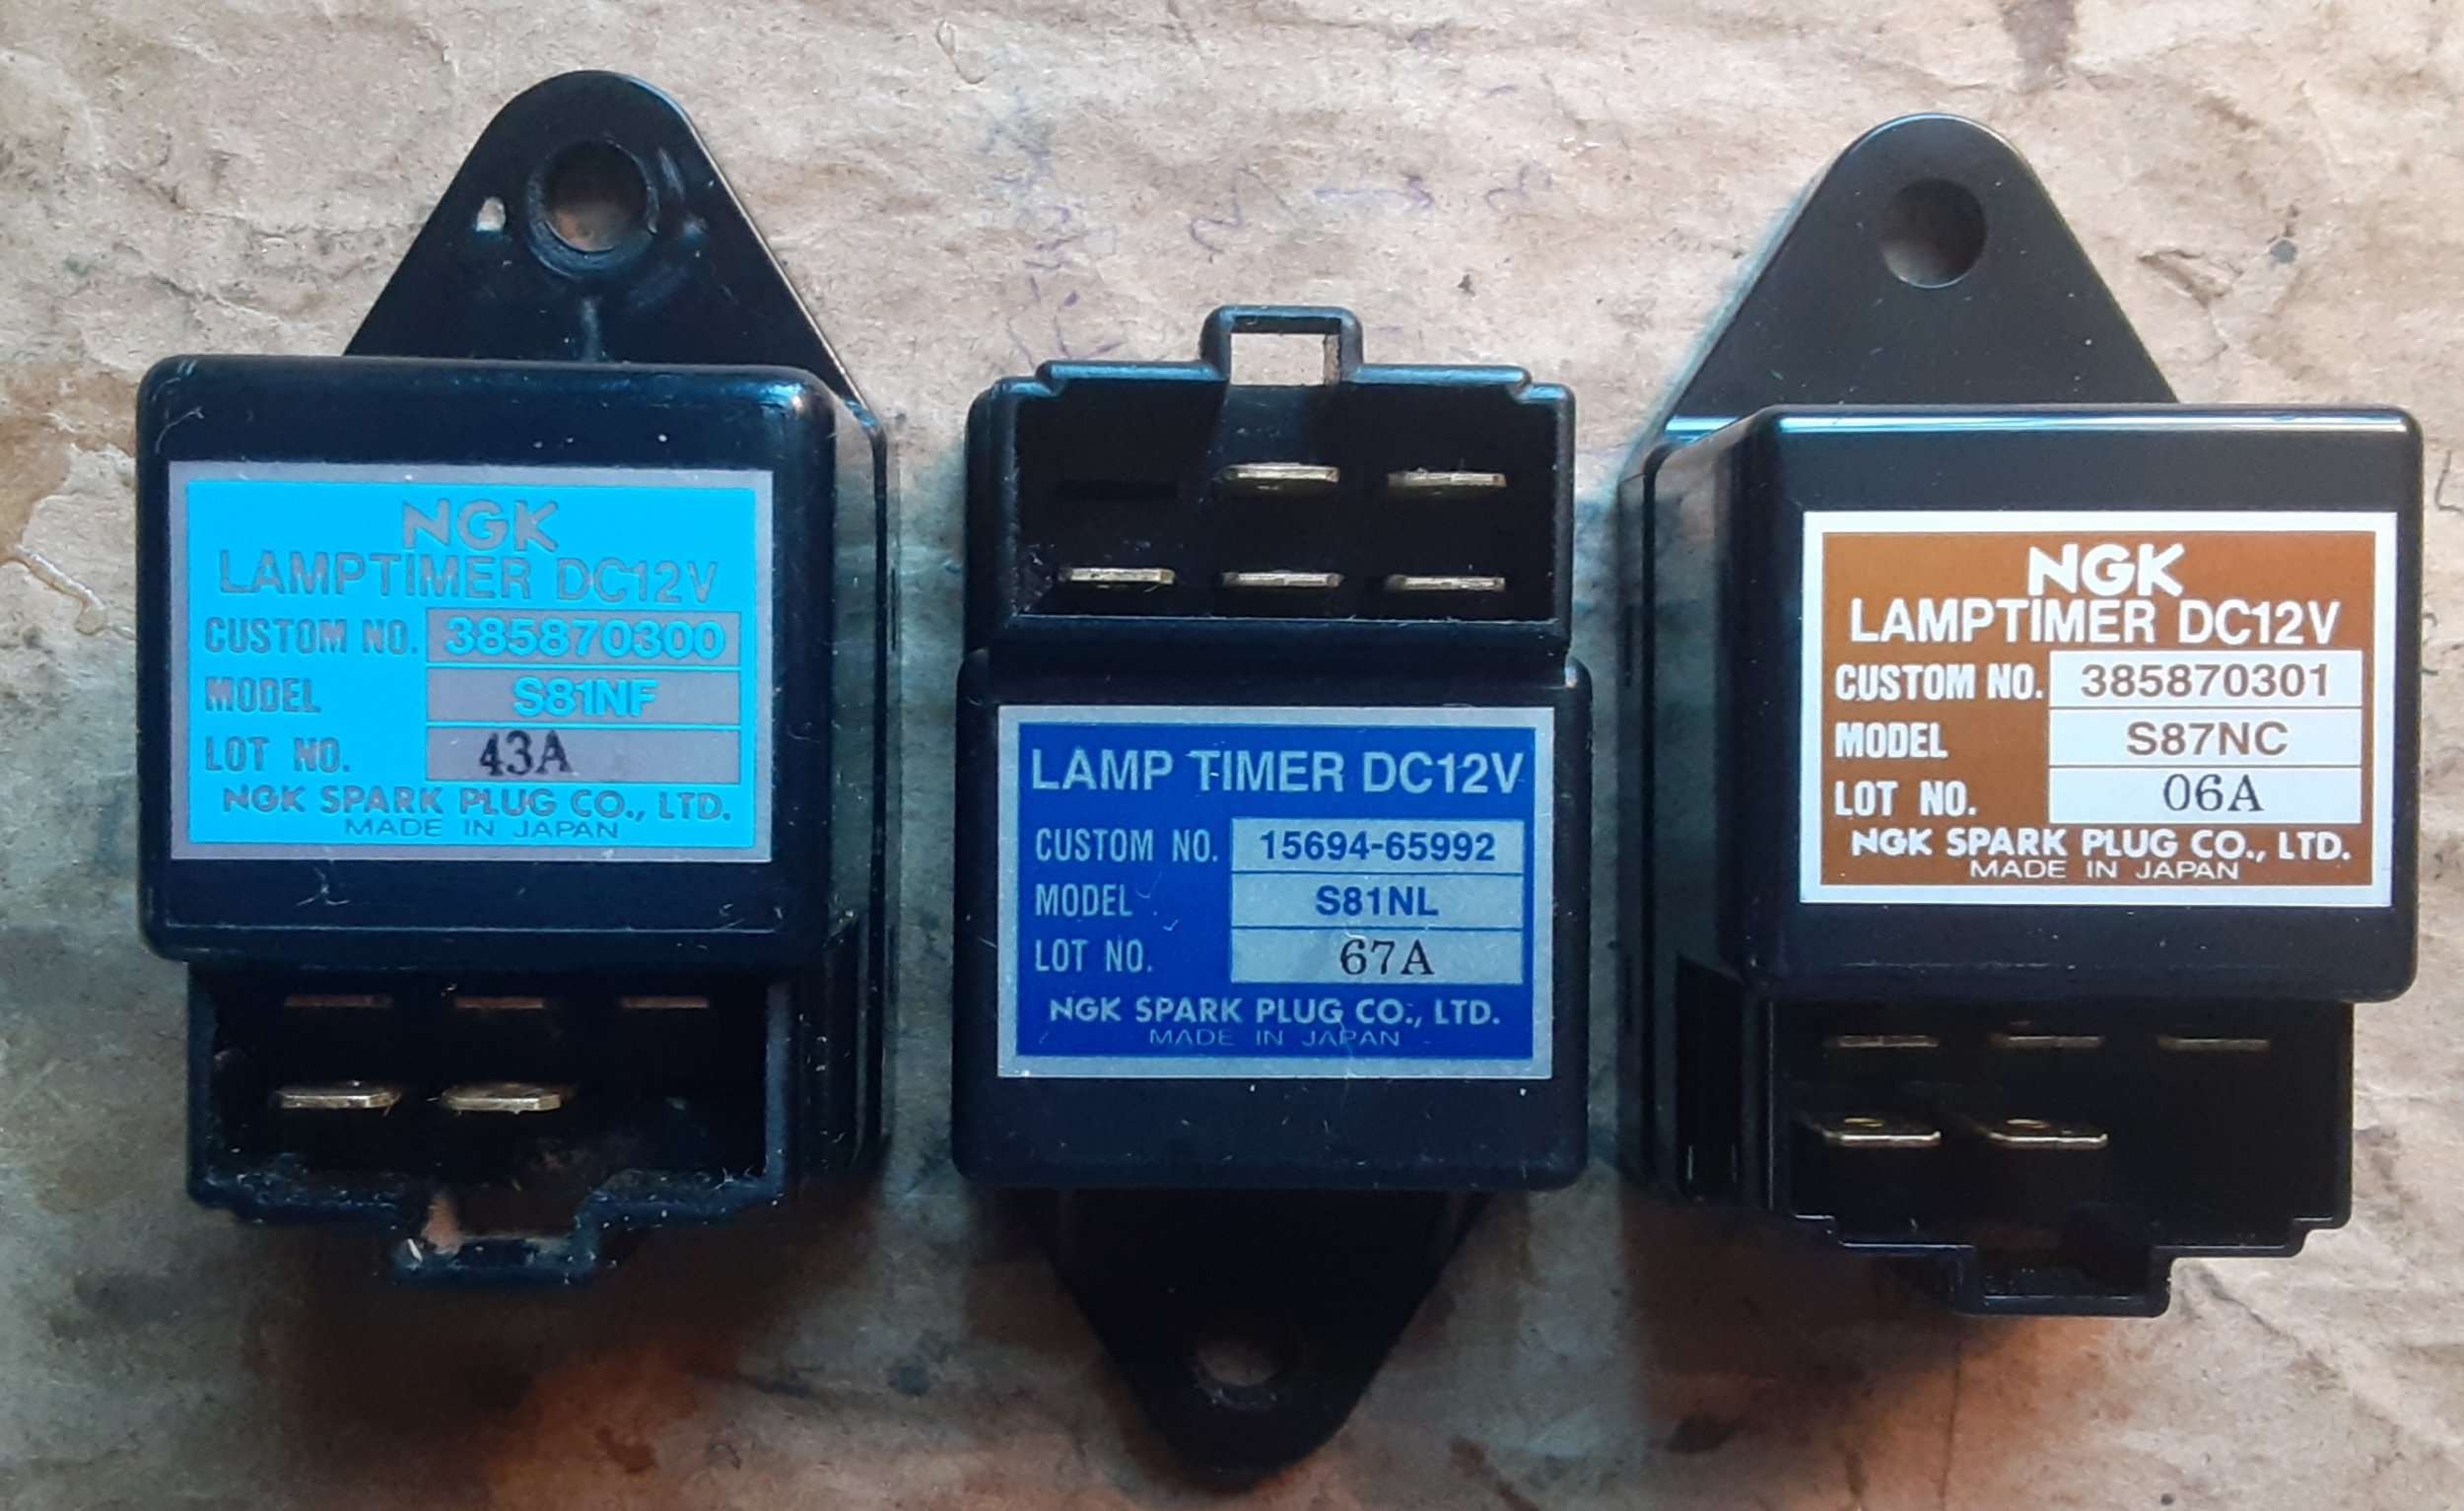 NGK
LAMPTIMER DC12V
CUSTOM NO. 385870300
MODEL S81NF
LOT NO. 43A
NGK SPARK PLUG CO., LTD.
MADE IN JAPAN
LAMP TIMER DC12V
CUSTOM NO. 15694-65992
MODEL S81NL
LOT NO. 67A
NGK SPARK PLUG CO., LTD.
MADE IN JAPAN
NGK
LAMPTIMER DC12V
CUSTOM NO. 385870301
MODEL S87NC
LOT NO. 06A
NGK SPARK PLUG CO., LTD.
MADE IN JAPAN